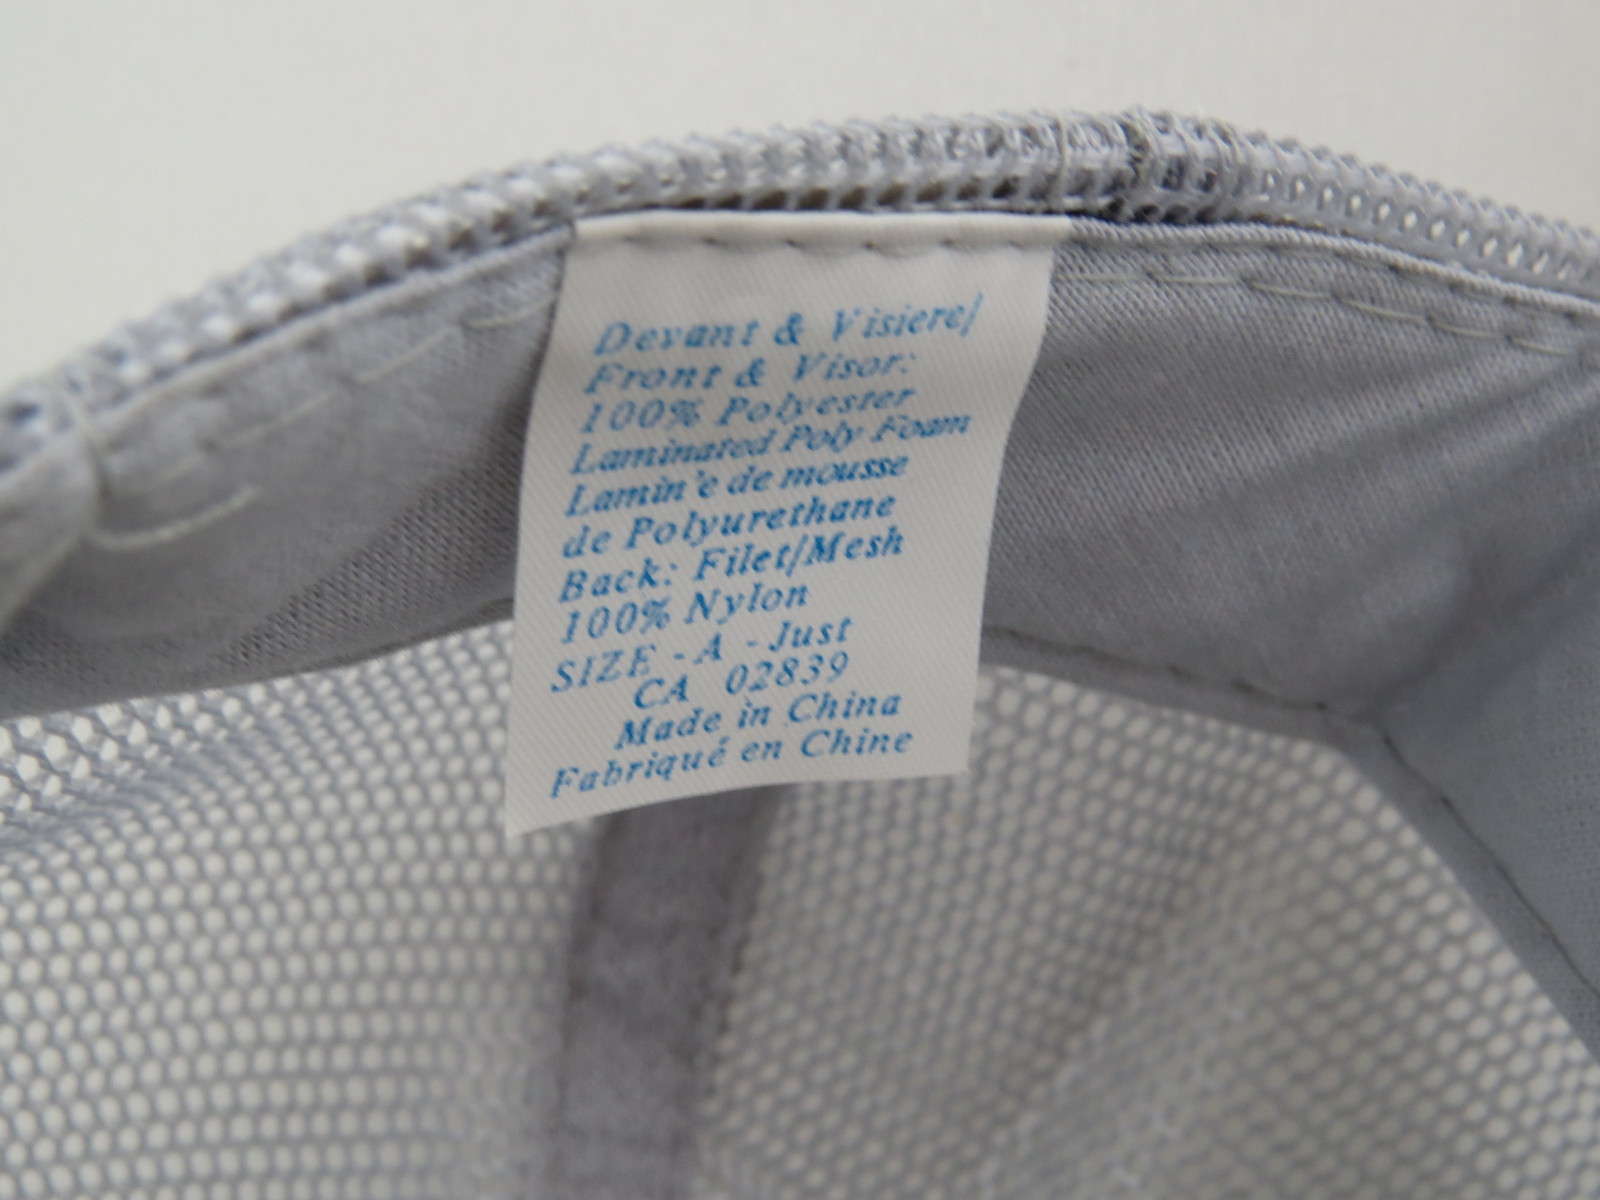 Devant & Visiere/
Front & Visor:
100% Polyester
Laminated Poly Foam
Lamin'e de mousse
de Polyurethane
Back: Filet/Mesh
100% Nylon
SIZE - A - Just
CA 02839
Made in China
Fabriqué en Chine